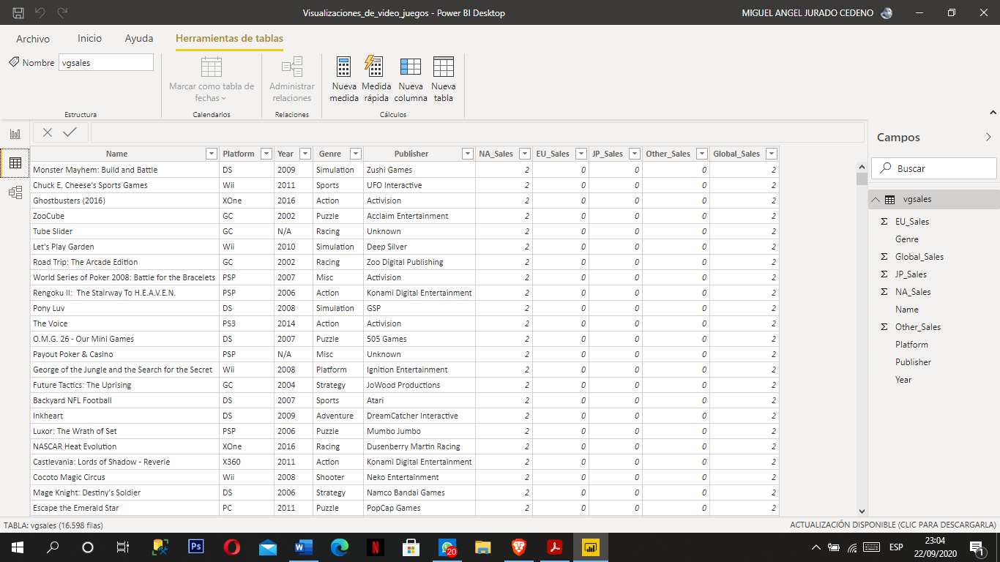 Visualizaciones_de_video_juegos - Power BI Desktop MIGUEL ANGEL JURADO CEDENO
Archivo Inicio Ayuda Herramientas de tablas
Nombre vgsales
Marcar como tabla de fechas
Administrar relaciones
Nueva medida
Medida rápida
Nueva columna
Nueva tabla
Estructura Calendarios Relaciones Cálculos
Name Platform Year Genre Publisher NA_Sales EU_Sales JP_Sales Other_Sales Global_Sales
Monster Mayhem: Build and Battle DS 2009 Simulation Zushi Games 2 0 0 0 2
Chuck E. Cheese's Sports Games Wii 2011 Sports UFO Interactive 2 0 0 0 2
Ghostbusters (2016) XOne 2016 Action Activision 2 0 0 0 2
ZooCube GC 2002 Puzzle Acclaim Entertainment 2 0 0 0 2
Tube Slider GC N/A Racing Unknown 2 0 0 0 2
Let's Play Garden Wii 2010 Simulation Deep Silver 2 0 0 0 2
Road Trip: The Arcade Edition GC 2002 Racing Zoo Digital Publishing 2 0 0 0 2
World Series of Poker 2008: Battle for the Bracelets PSP 2007 Misc Activision 2 0 0 0 2
Rengoku II: The Stairway To H.E.A.V.E.N. PSP 2006 Action Konami Digital Entertainment 2 0 0 0 2
Pony Luv DS 2008 Simulation GSP 2 0 0 0 2
The Voice PS3 2014 Action Activision 2 0 0 0 2
O.M.G. 26 - Our Mini Games DS 2007 Puzzle 505 Games 2 0 0 0 2
Payout Poker & Casino PSP N/A Misc Unknown 2 0 0 0 2
George of the Jungle and the Search for the Secret Wii 2008 Platform Ignition Entertainment 2 0 0 0 2
Future Tactics: The Uprising GC 2004 Strategy JoWood Productions 2 0 0 0 2
Backyard NFL Football DS 2007 Sports Atari 2 0 0 0 2
Inkheart DS 2009 Adventure DreamCatcher Interactive 2 0 0 0 2
Luxor: The Wrath of Set PSP 2006 Puzzle Mumbo Jumbo 2 0 0 0 2
NASCAR Heat Evolution XOne 2016 Racing Dusenberry Martin Racing 2 0 0 0 2
Castlevania: Lords of Shadow - Reverie X360 2011 Action Konami Digital Entertainment 2 0 0 0 2
Cocoto Magic Circus Wii 2008 Shooter Neko Entertainment 2 0 0 0 2
Mage Knight: Destiny's Soldier DS 2006 Strategy Namco Bandai Games 2 0 0 0 2
Escape the Emerald Star PC 2011 Puzzle PopCap Games 2 0 0 0 2
Campos
Buscar
vgsales
Σ EU_Sales
Genre
Σ Global_Sales
Σ JP_Sales
Σ NA_Sales
Name
Σ Other_Sales
Platform
Publisher
Year
TABLA: vgsales (16.598 filas) ACTUALIZACIÓN DISPONIBLE (CLIC PARA DESCARGARLA)
Ps W N 20 ESP 23:04
22/09/2020 1